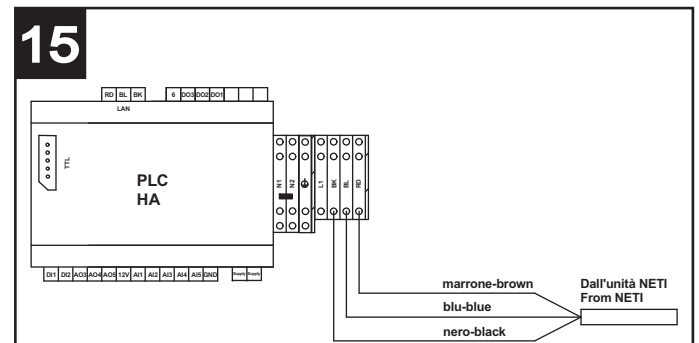 15
RD BL BK 6 DO3 DO2 DO1
LAN
TTL
PLC
HA
N1 N2 L1 BK BL RD
DI1 DI2 AO3 AO4 AO5 12V AI1 AI2 AI3 AI4 AI5 GND Supply Supply
marrone-brown
blu-blue
nero-black
Dall'unità NETI
From NETI